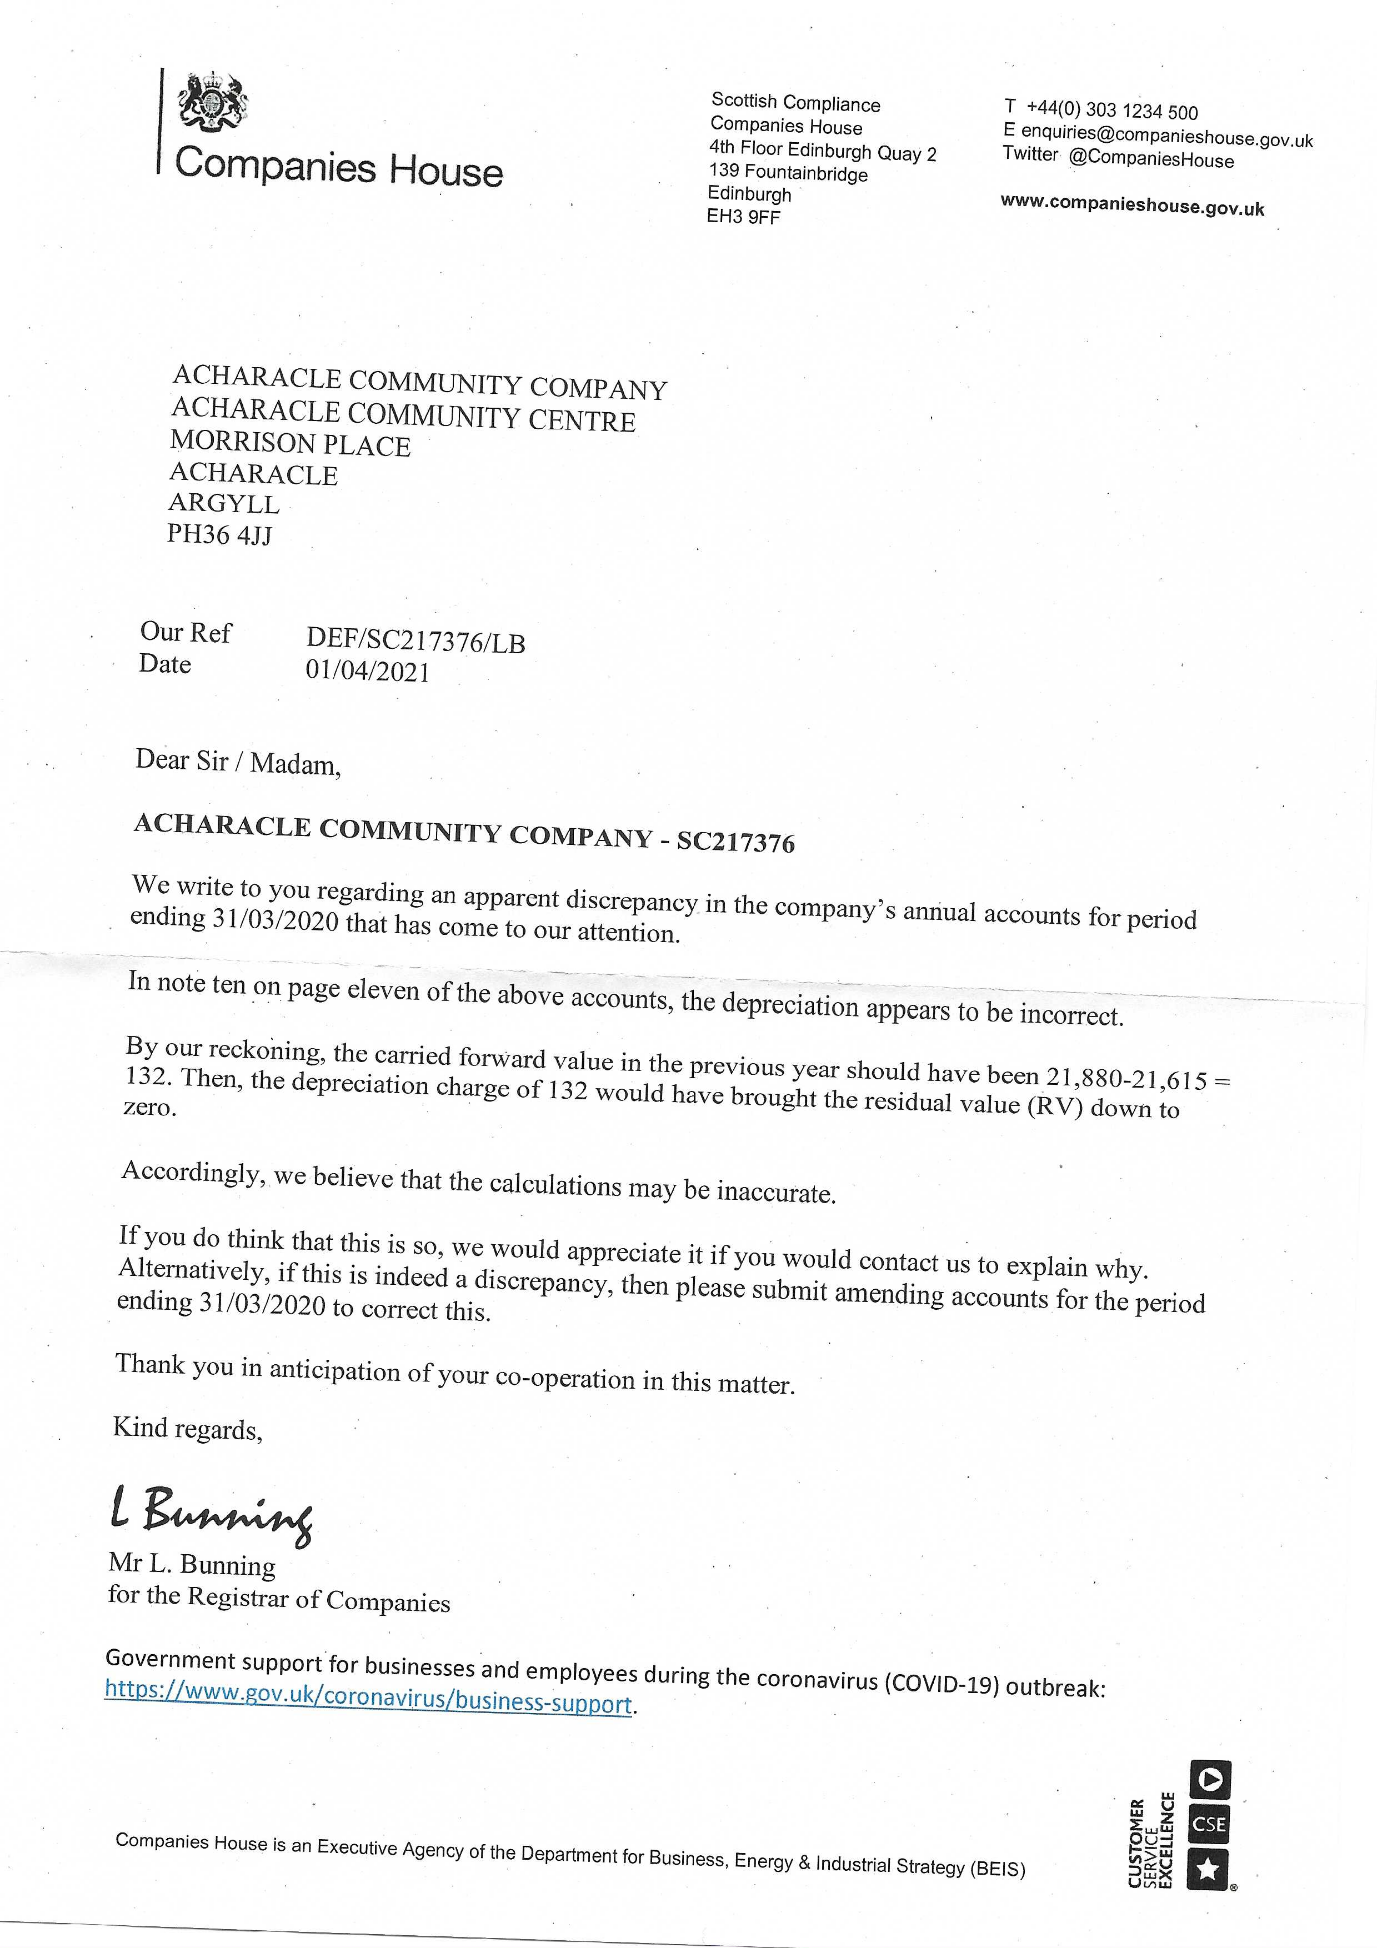 Companies House
Scottish Compliance
Companies House
4th Floor Edinburgh Quay 2
139 Fountainbridge
Edinburgh
EH3 9FF
T +44(0) 303 1234 500
E enquiries@companieshouse.gov.uk
Twitter @CompaniesHouse
www.companieshouse.gov.uk
ACHARACLE COMMUNITY COMPANY
ACHARACLE COMMUNITY CENTRE
MORRISON PLACE
ACHARACLE
ARGYLL
PH36 4JJ
Our Ref DEF/SC217376/LB
Date 01/04/2021
Dear Sir / Madam,
ACHARACLE COMMUNITY COMPANY - SC217376
We write to you regarding an apparent discrepancy in the company's annual accounts for period
ending 31/03/2020 that has come to our attention.
In note ten on page eleven of the above accounts, the depreciation appears to be incorrect.
By our reckoning, the carried forward value in the previous year should have been 21,880-21,615 =
132. Then, the depreciation charge of 132 would have brought the residual value (RV) down to
zero.
Accordingly, we believe that the calculations may be inaccurate.
If you do think that this is so, we would appreciate it if you would contact us to explain why.
Alternatively, if this is indeed a discrepancy, then please submit amending accounts for the period
ending 31/03/2020 to correct this.
Thank you in anticipation of your co-operation in this matter.
Kind regards,
L Bunning
Mr L. Bunning
for the Registrar of Companies
Government support for businesses and employees during the coronavirus (COVID-19) outbreak:
https://www.gov.uk/coronavirus/business-support.
Companies House is an Executive Agency of the Department for Business, Energy & Industrial Strategy (BEIS)
CUSTOMER
SERVICE
EXCELLENCE
CSE
®